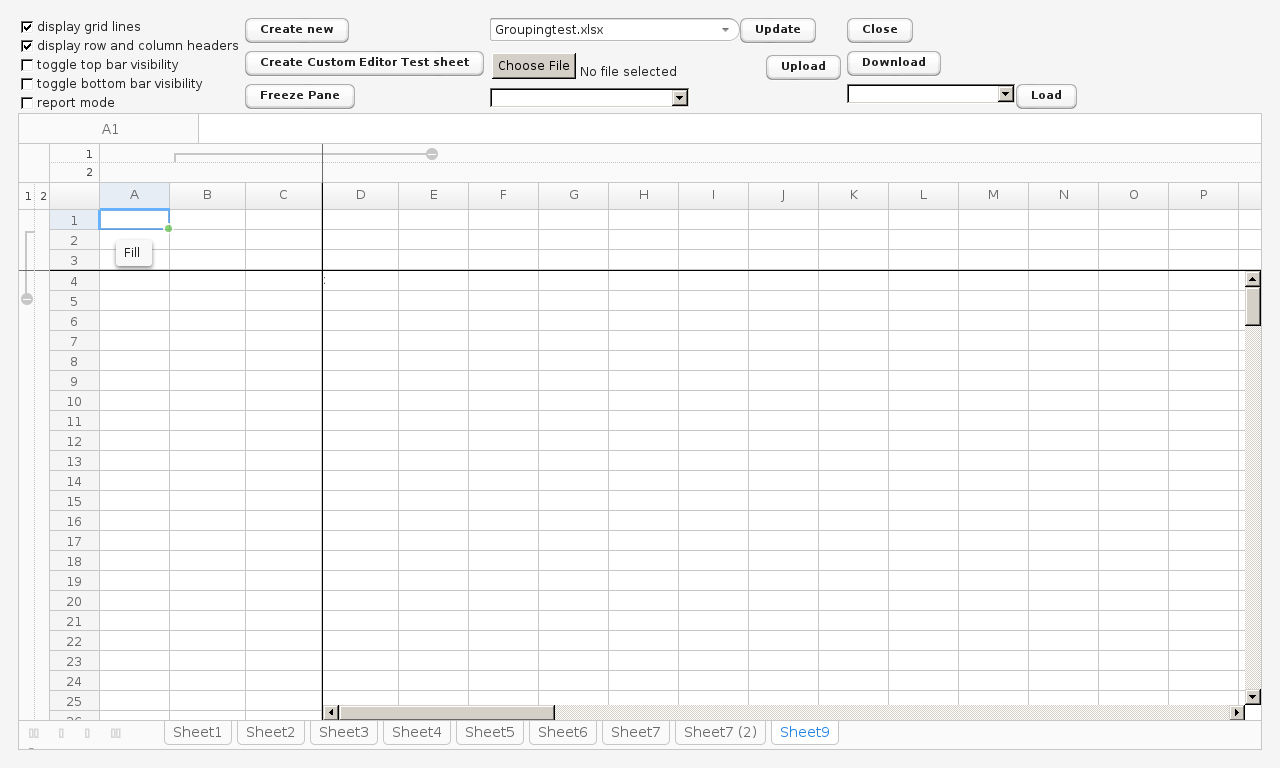 display grid lines
display row and column headers
toggle top bar visibility
toggle bottom bar visibility
report mode
Create new
Create Custom Editor Test sheet
Freeze Pane
Groupingtest.xlsx
Update
Choose File
No file selected
Upload
Close
Download
Load
A1
1
2
1 2
A B C D E F G H I J K L M N O P
1
2
Fill
3
4
5
6
7
8
9
10
11
12
13
14
15
16
17
18
19
20
21
22
23
24
25
Sheet1 Sheet2 Sheet3 Sheet4 Sheet5 Sheet6 Sheet7 Sheet7 (2) Sheet9